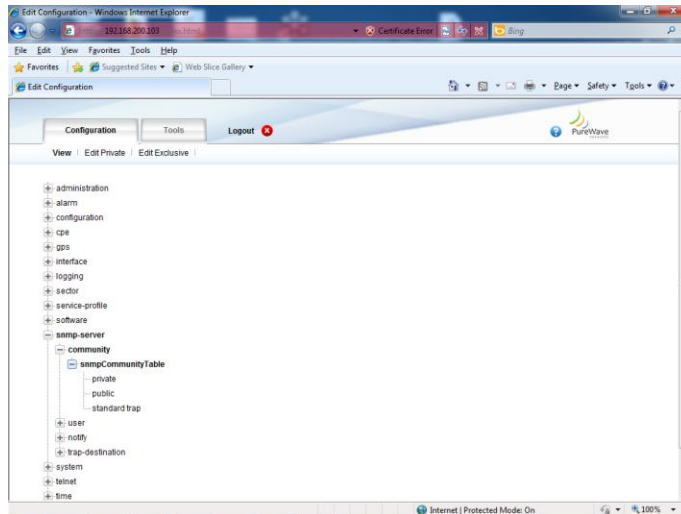 Edit Configuration - Windows Internet Explorer
192.168.200.103
Certificate Error
Bing
File Edit View Favorites Tools Help
Favorites Suggested Sites Web Slice Gallery
Edit Configuration
Page Safety Tools
Configuration Tools Logout
PureWave
View Edit Private Edit Exclusive
administration
alarm
configuration
cpe
gps
interface
logging
sector
service-profile
software
snmp-server
community
snmpCommunityTable
private
public
standard trap
user
notify
trap-destination
system
telnet
time
Internet | Protected Mode: On 100%